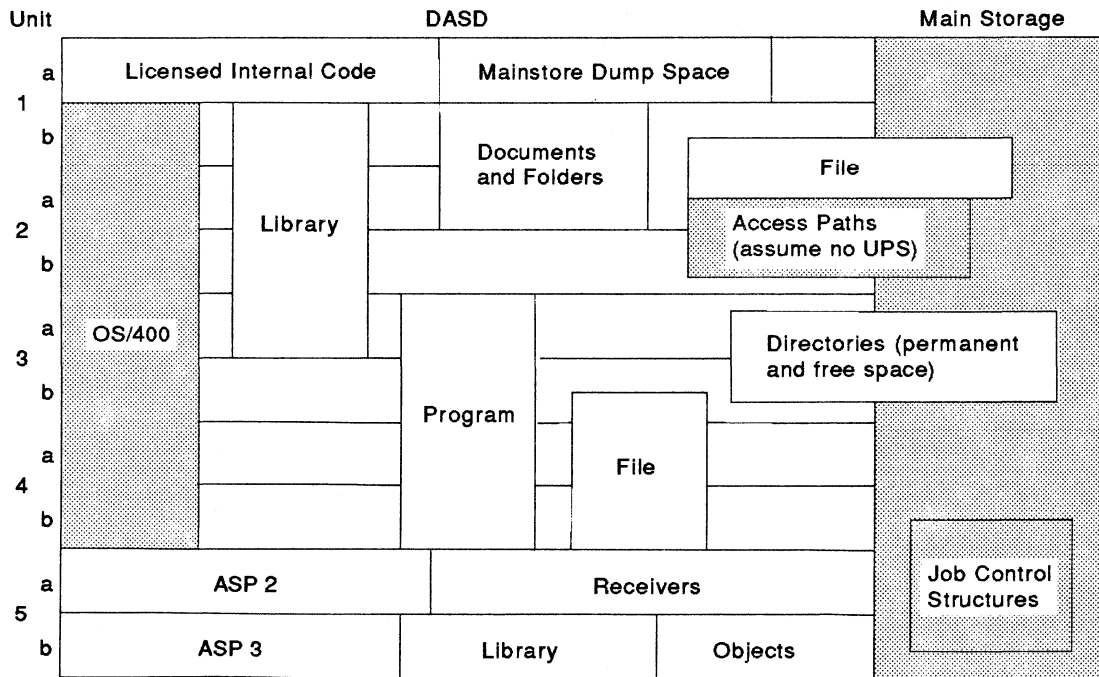 Unit DASD Main Storage
a Licensed Internal Code Mainstore Dump Space
1
b Documents
and Folders
File
a
2 Library Access Paths
(assume no UPS)
b
a OS/400 Directories (permanent
and free space)
3
b Program
a
4 File
b
a ASP 2 Receivers Job Control
Structures
5
b ASP 3 Library Objects